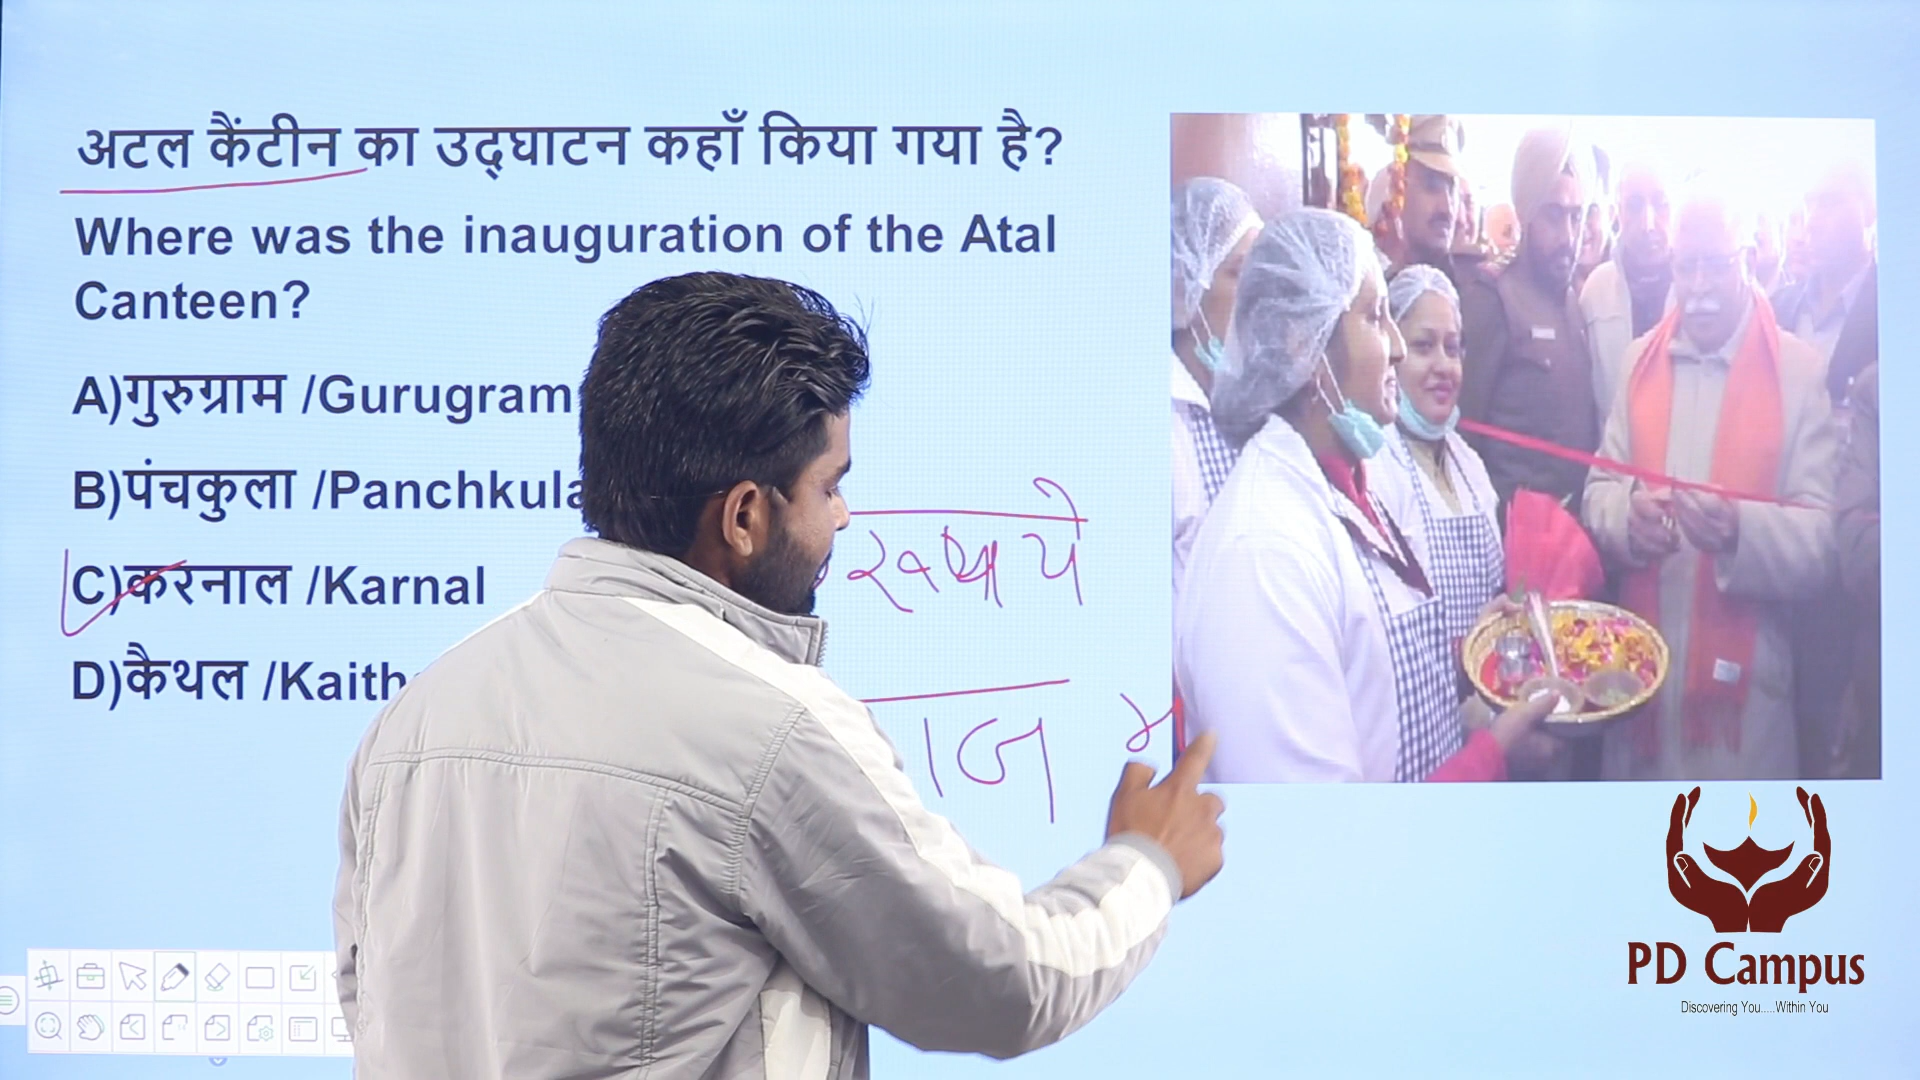 अटल कैंटीन का उद्घाटन कहाँ किया गया है?
Where was the inauguration of the Atal
Canteen?
A)गुरुग्राम /Gurugram
B)पंचकुला /Panchkula
C)करनाल /Karnal
D)कैथल /Kaith
PD Campus
Discovering You.....Within You